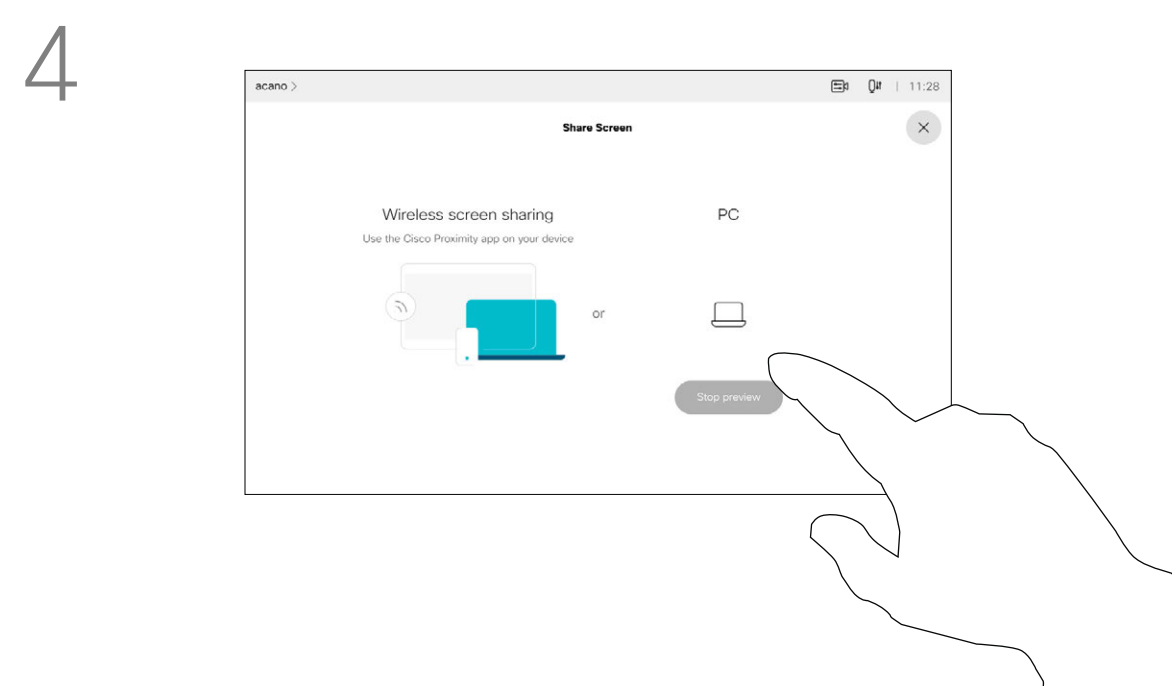 4
acano >
11:28
Share Screen
Wireless screen sharing
PC
Use the Cisco Proximity app on your device
or
Stop preview